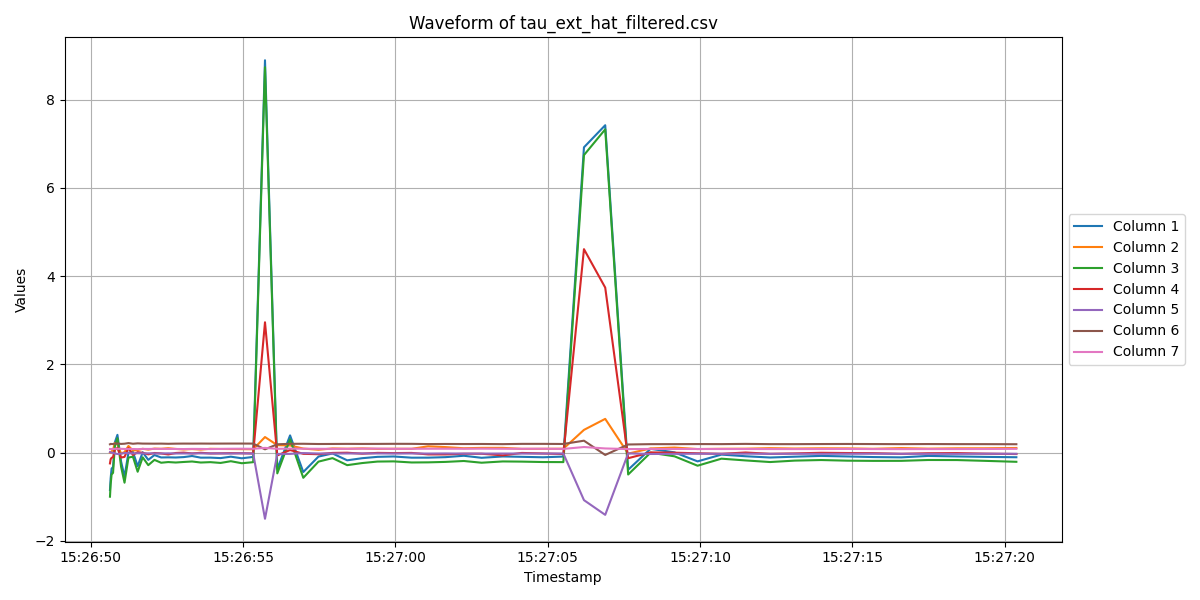 Waveform of tau_ext_hat_filtered.csv
Values
8
6
4
2
0
−2
15:26:50 15:26:55 15:27:00 15:27:05 15:27:10 15:27:15 15:27:20
Timestamp
Column 1
Column 2
Column 3
Column 4
Column 5
Column 6
Column 7